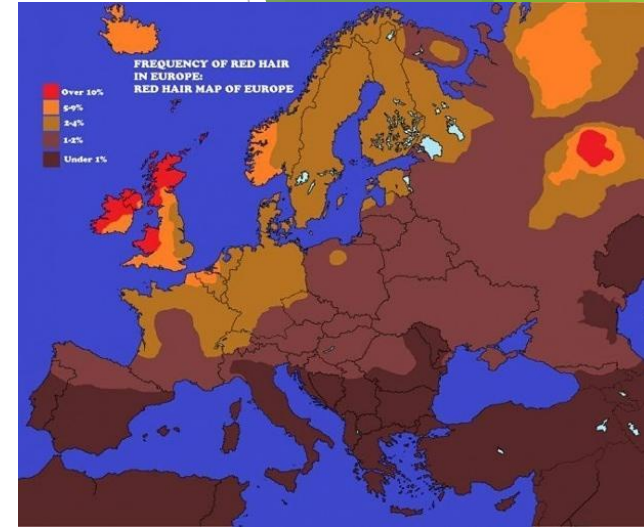 FREQUENCY OF RED HAIR
IN EUROPE:
RED HAIR MAP OF EUROPE
Over 10%
5-9%
2-4%
1-2%
Under 1%